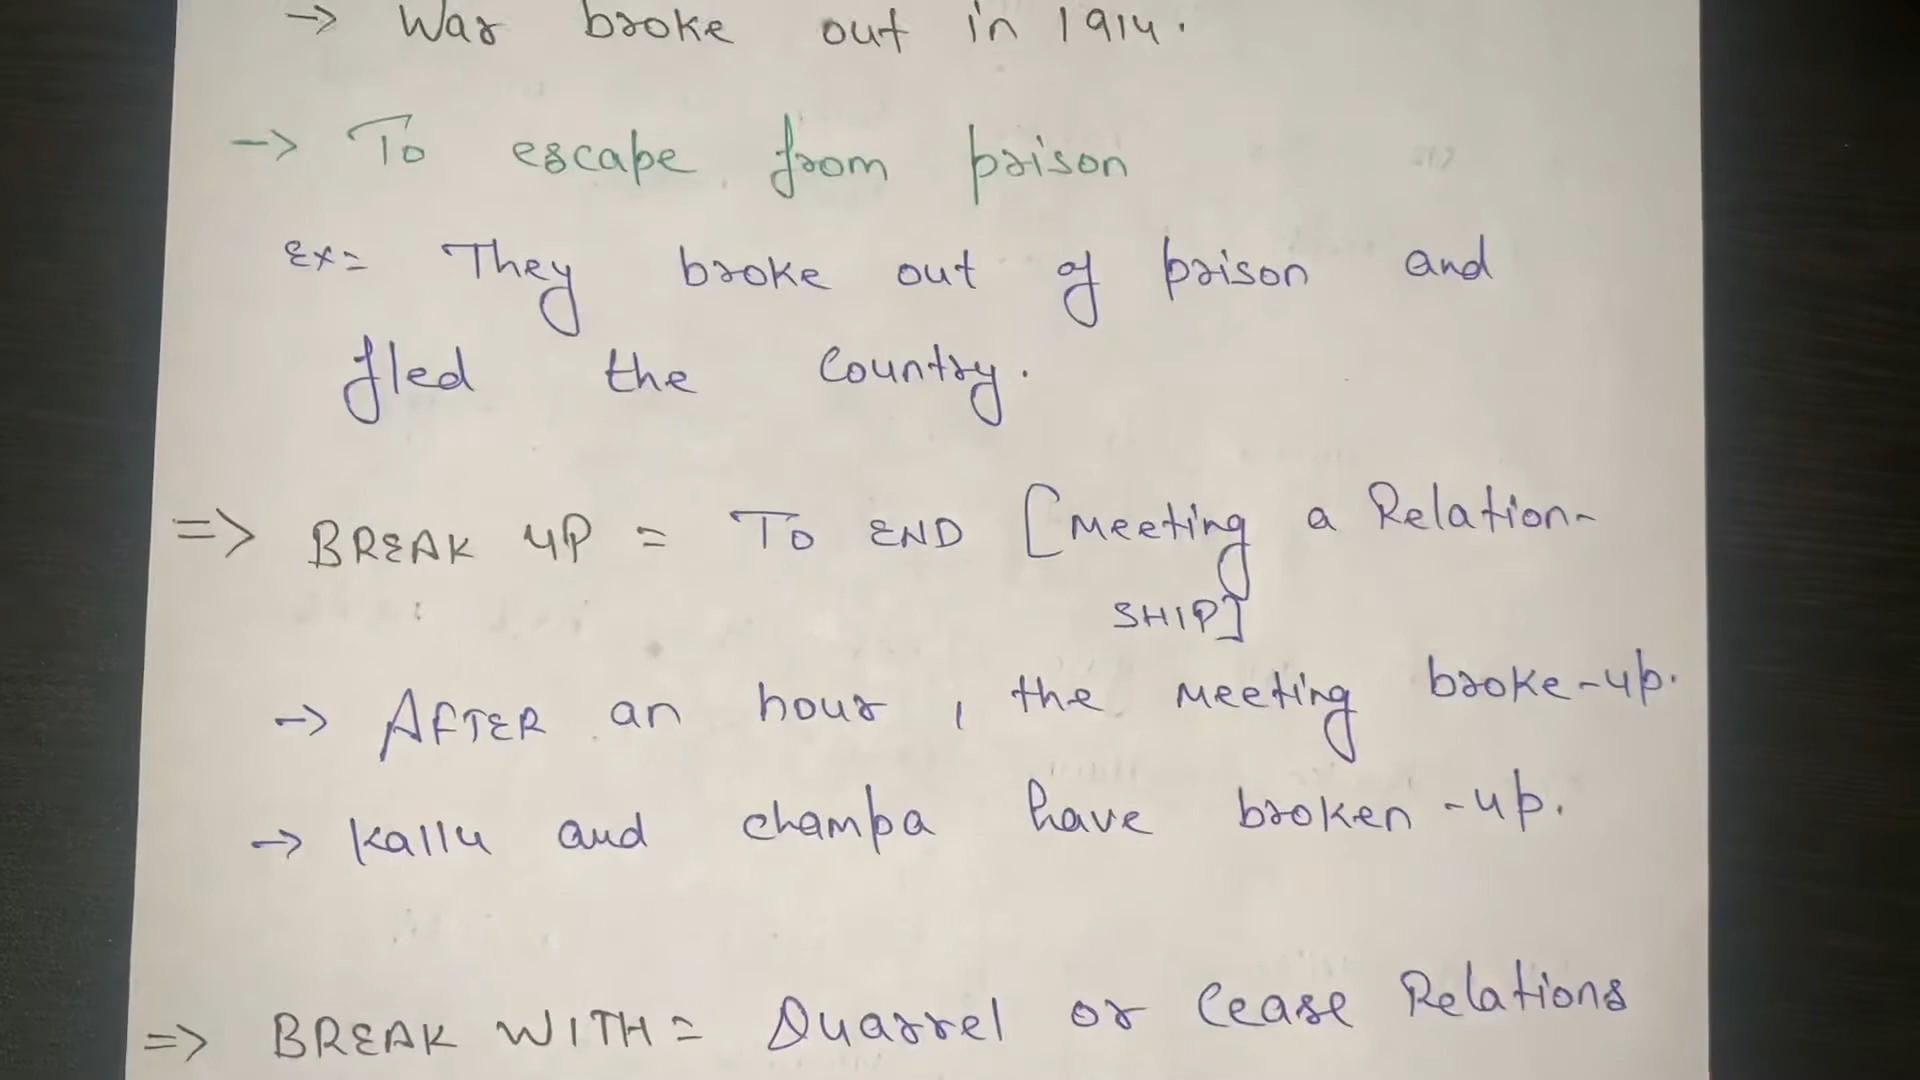 → War broke out in 1914.
→ To escape from prison
Ex= They broke out of prison and
fled the Country.
⇒ BREAK UP = TO END [Meeting a Relation-
SHIP]
→ AFTER an hour, the Meeting broke-up.
→ Kallu and champa have broken-up.
⇒ BREAK WITH = Quarrel or Cease Relations